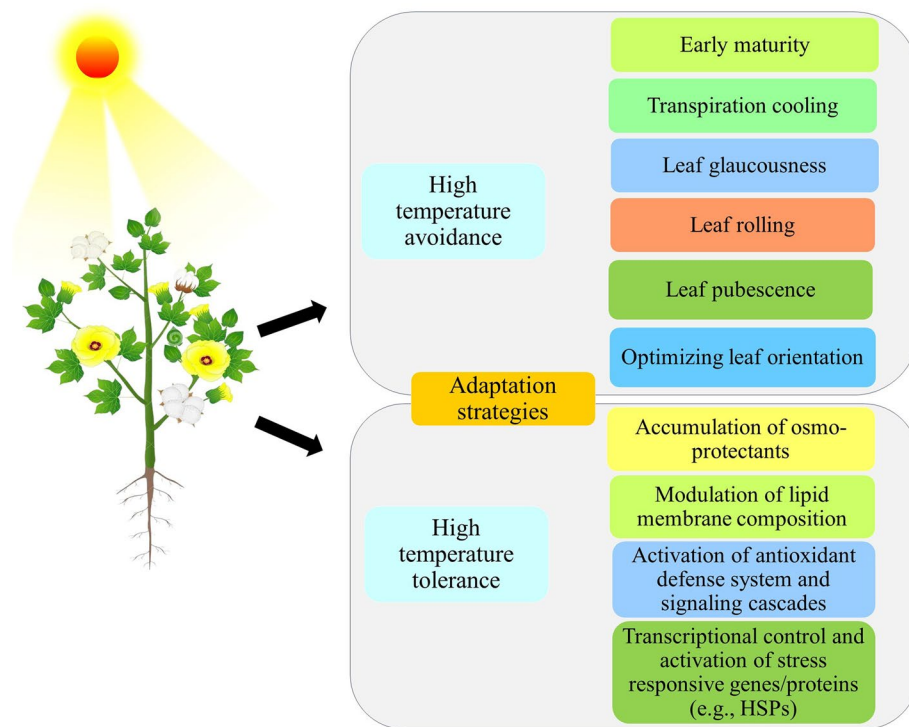 Early maturity
Transpiration cooling
Leaf glaucousness
High
temperature
avoidance
Leaf rolling
Leaf pubescence
Optimizing leaf orientation
Adaptation
strategies
Accumulation of osmo-
protectants
Modulation of lipid
membrane composition
High
temperature
tolerance
Activation of antioxidant
defense system and
signaling cascades
Transcriptional control and
activation of stress
responsive genes/proteins
(e.g., HSPs)